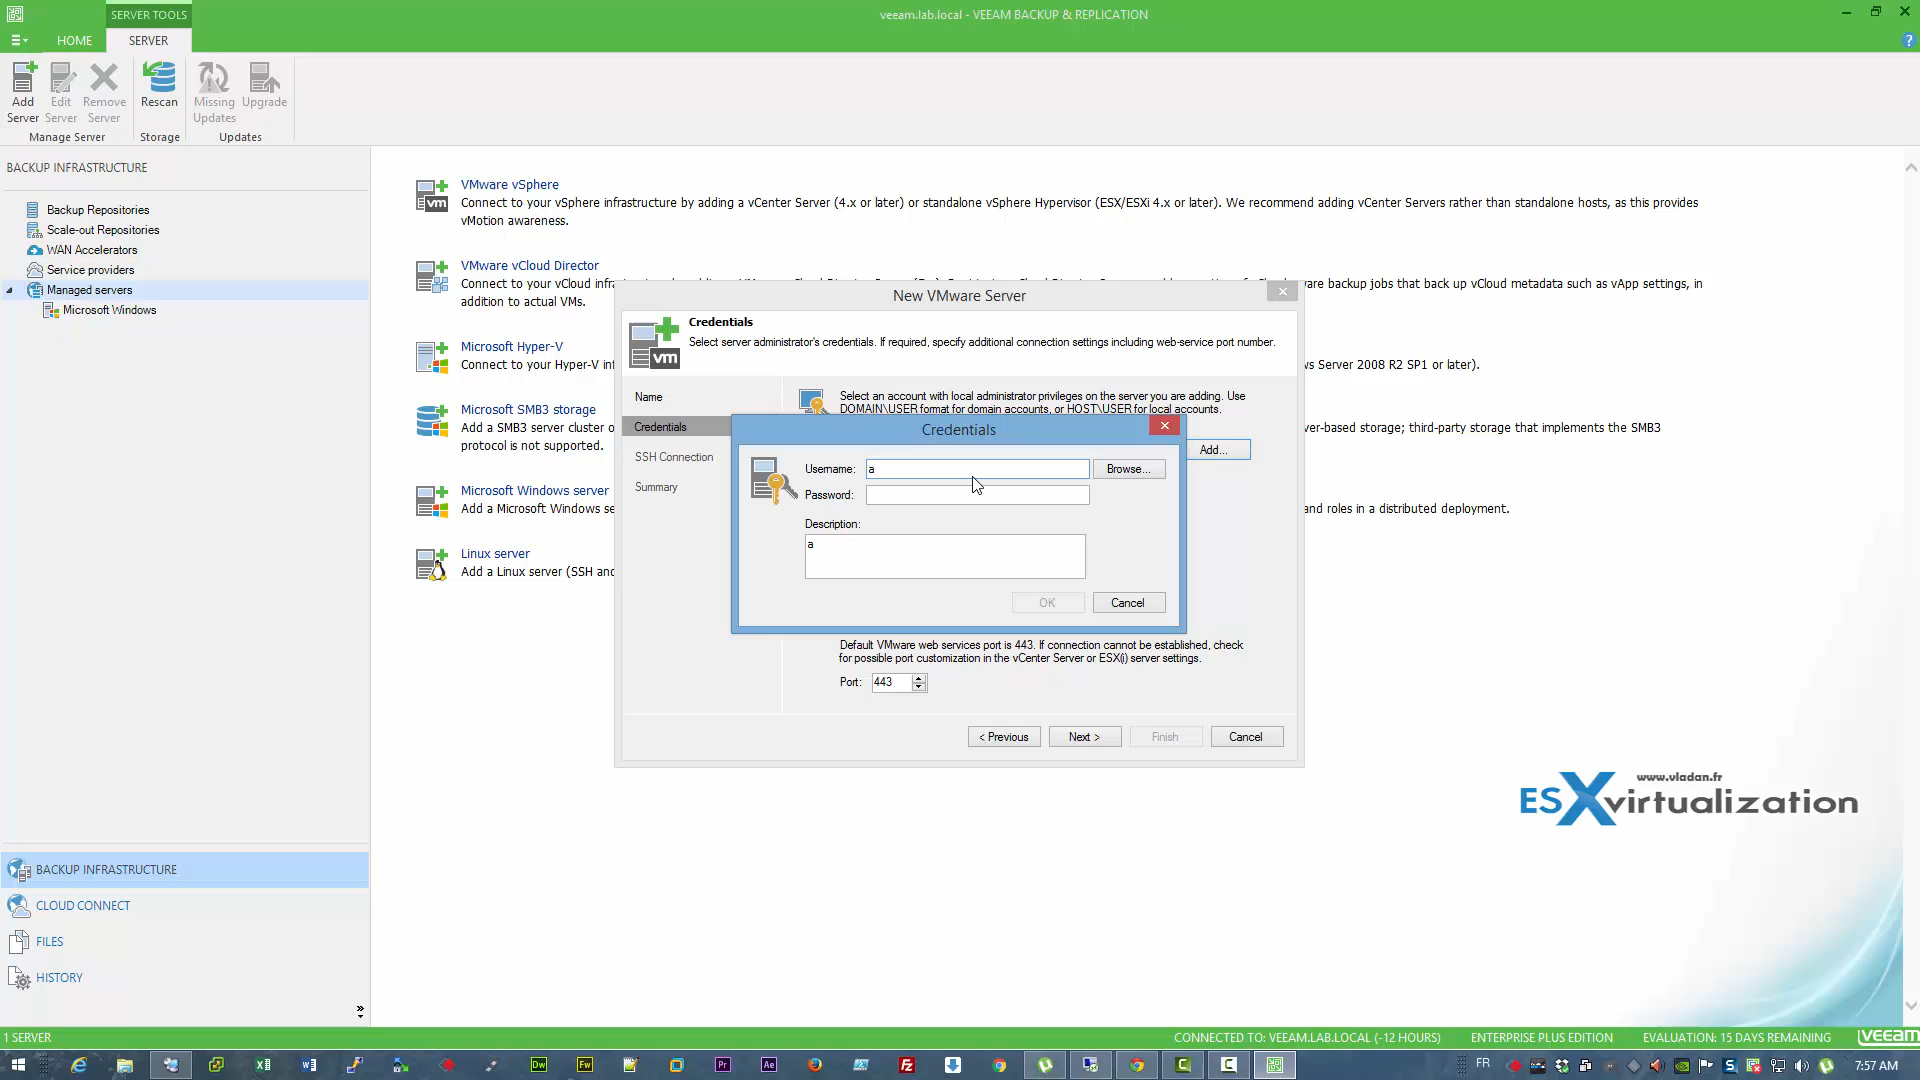 SERVER TOOLS
veeam.lab.local - VEEAM BACKUP & REPLICATION
HOME
SERVER
Add Server
Edit Server
Remove Server
Rescan
Missing Updates
Upgrade
Manage Server
Storage
Updates
BACKUP INFRASTRUCTURE
Backup Repositories
Scale-out Repositories
WAN Accelerators
Service providers
Managed servers
Microsoft Windows
VMware vSphere
Connect to your vSphere infrastructure by adding a vCenter Server (4.x or later) or standalone vSphere Hypervisor (ESX/ESXi 4.x or later). We recommend adding vCenter Servers rather than standalone hosts, as this provides
vMotion awareness.
VMware vCloud Director
Connect to your vCloud
ware backup jobs that back up vCloud metadata such as vApp settings, in
addition to actual VMs.
Microsoft Hyper-V
Connect to your Hyper-V inf
ws Server 2008 R2 SP1 or later).
Microsoft SMB3 storage
Add a SMB3 server cluster o
ver-based storage; third-party storage that implements the SMB3
protocol is not supported.
Microsoft Windows server
Add a Microsoft Windows se
and roles in a distributed deployment.
Linux server
Add a Linux server (SSH and
New VMware Server
Credentials
Select server administrator's credentials. If required, specify additional connection settings including web-service port number.
Name
Credentials
SSH Connection
Summary
Select an account with local administrator privileges on the server you are adding. Use
DOMAIN\USER format for domain accounts, or HOST\USER for local accounts.
Add...
Credentials
Username: a
Browse...
Password:
Description:
a
OK
Cancel
Default VMware web services port is 443. If connection cannot be established, check
for possible port customization in the vCenter Server or ESX(i) server settings.
Port: 443
< Previous
Next >
Finish
Cancel
www.vladan.fr
ESXvirtualization
BACKUP INFRASTRUCTURE
CLOUD CONNECT
FILES
HISTORY
1 SERVER
CONNECTED TO: VEEAM.LAB.LOCAL (-12 HOURS)
ENTERPRISE PLUS EDITION
EVALUATION: 15 DAYS REMAINING
veeam
FR
7:57 AM